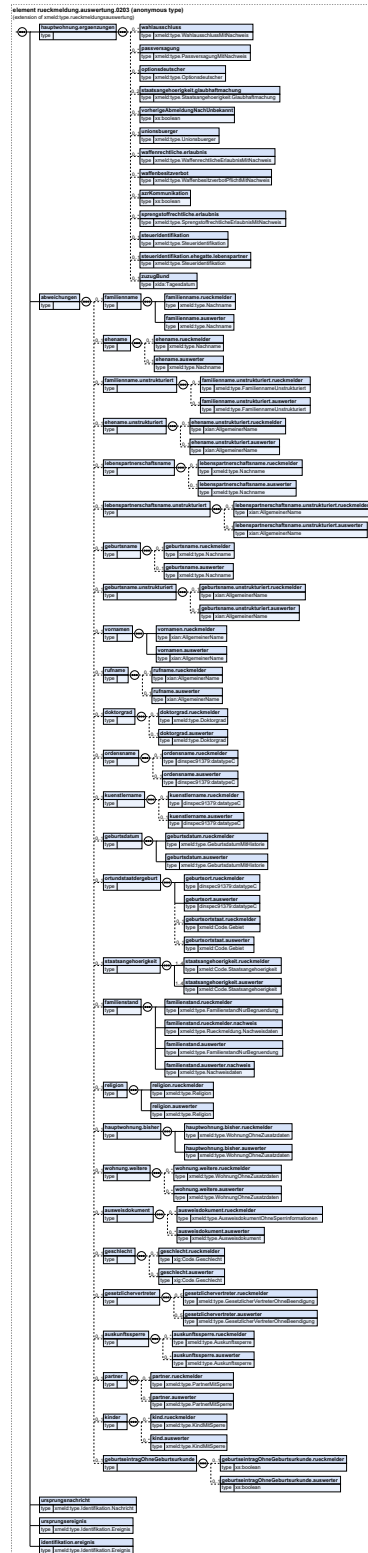 element rueckmeldung.auswertung.0203 (anonymous type)
(extension of xmeld:type.rueckmeldungsauswertung)
hauptwohnung.ergaenzungen
type
wahlausschluss
type xmeld:type.WahlausschlussMitNachweis
passversagung
type xmeld:type.PassversagungMitNachweis
optionsdeutscher
type xmeld:type.Optionsdeutscher
staatsangehoerigkeit.glaubhaftmachung
type xmeld:type.Staatsangehoerigkeit.Glaubhaftmachung
vorherigeAbmeldungNachUnbekannt
type xs:boolean
unionsbuerger
type xmeld:type.Unionsbuerger
waffenrechtliche.erlaubnis
type xmeld:type.WaffenrechtlicheErlaubnisMitNachweis
waffenbesitzverbot
type xmeld:type.WaffenbesitzverbotPflichtMitNachweis
azrKommunikation
type xs:boolean
sprengstoffrechtliche.erlaubnis
type xmeld:type.SprengstoffrechtlicheErlaubnisMitNachweis
steueridentifikation
type xmeld:type.Steueridentifikation
steueridentifikation.ehegatte.lebenspartner
type xmeld:type.Steueridentifikation
zuzugBund
type xida:Tagesdatum
abweichungen
type
familienname
type
familienname.rueckmelder
type xmeld:type.Nachname
familienname.auswerter
type xmeld:type.Nachname
ehename
type
ehename.rueckmelder
type xmeld:type.Nachname
ehename.auswerter
type xmeld:type.Nachname
familienname.unstrukturiert
type
familienname.unstrukturiert.rueckmelder
type xmeld:type.FamiliennameUnstrukturiert
familienname.unstrukturiert.auswerter
type xmeld:type.FamiliennameUnstrukturiert
ehename.unstrukturiert
type
ehename.unstrukturiert.rueckmelder
type xian:AllgemeinerName
ehename.unstrukturiert.auswerter
type xian:AllgemeinerName
lebenspartnerschaftsname
type
lebenspartnerschaftsname.rueckmelder
type xmeld:type.Nachname
lebenspartnerschaftsname.auswerter
type xmeld:type.Nachname
lebenspartnerschaftsname.unstrukturiert
type
lebenspartnerschaftsname.unstrukturiert.rueckmelder
type xian:AllgemeinerName
lebenspartnerschaftsname.unstrukturiert.auswerter
type xian:AllgemeinerName
geburtsname
type
geburtsname.rueckmelder
type xmeld:type.Nachname
geburtsname.auswerter
type xmeld:type.Nachname
geburtsname.unstrukturiert
type
geburtsname.unstrukturiert.rueckmelder
type xian:AllgemeinerName
geburtsname.unstrukturiert.auswerter
type xian:AllgemeinerName
vornamen
type
vornamen.rueckmelder
type xian:AllgemeinerName
vornamen.auswerter
type xian:AllgemeinerName
rufname
type
rufname.rueckmelder
type xian:AllgemeinerName
rufname.auswerter
type xian:AllgemeinerName
doktorgrad
type
doktorgrad.rueckmelder
type xmeld:type.Doktorgrad
doktorgrad.auswerter
type xmeld:type.Doktorgrad
ordensname
type
ordensname.rueckmelder
type dinspec91379:datatypeC
ordensname.auswerter
type dinspec91379:datatypeC
kuenstlername
type
kuenstlername.rueckmelder
type dinspec91379:datatypeC
kuenstlername.auswerter
type dinspec91379:datatypeC
geburtsdatum
type
geburtsdatum.rueckmelder
type xmeld:type.GeburtsdatumMitHistorie
geburtsdatum.auswerter
type xmeld:type.GeburtsdatumMitHistorie
ortundstaatdergeburt
type
geburtsort.rueckmelder
type dinspec91379:datatypeC
geburtsort.auswerter
type dinspec91379:datatypeC
geburtsortstaat.rueckmelder
type xmeld:Code.Gebiet
geburtsortstaat.auswerter
type xmeld:Code.Gebiet
staatsangehoerigkeit
type
staatsangehoerigkeit.rueckmelder
type xmeld:Code.Staatsangehoerigkeit
staatsangehoerigkeit.auswerter
type xmeld:Code.Staatsangehoerigkeit
familienstand
type
familienstand.rueckmelder
type xmeld:type.FamilienstandNurBegruendung
familienstand.rueckmelder.nachweis
type xmeld:type.Rueckmeldung.Nachweisdaten
familienstand.auswerter
type xmeld:type.FamilienstandNurBegruendung
familienstand.auswerter.nachweis
type xmeld:type.Nachweisdaten
religion
type
religion.rueckmelder
type xmeld:type.Religion
religion.auswerter
type xmeld:type.Religion
hauptwohnung.bisher
type
hauptwohnung.bisher.rueckmelder
type xmeld:type.WohnungOhneZusatzdaten
hauptwohnung.bisher.auswerter
type xmeld:type.WohnungOhneZusatzdaten
wohnung.weitere
type
wohnung.weitere.rueckmelder
type xmeld:type.WohnungOhneZusatzdaten
wohnung.weitere.auswerter
type xmeld:type.WohnungOhneZusatzdaten
ausweisdokument
type
ausweisdokument.rueckmelder
type xmeld:type.AusweisdokumentOhneSperrinformationen
ausweisdokument.auswerter
type xmeld:type.Ausweisdokument
geschlecht
type
geschlecht.rueckmelder
type xig:Code.Geschlecht
geschlecht.auswerter
type xig:Code.Geschlecht
gesetzlichervertreter
type
gesetzlichervertreter.rueckmelder
type xmeld:type.GesetzlicherVertreterOhneBeendigung
gesetzlichervertreter.auswerter
type xmeld:type.GesetzlicherVertreterOhneBeendigung
auskunftssperre
type
auskunftssperre.rueckmelder
type xmeld:type.Auskunftssperre
auskunftssperre.auswerter
type xmeld:type.Auskunftssperre
partner
type
partner.rueckmelder
type xmeld:type.PartnerMitSperre
partner.auswerter
type xmeld:type.PartnerMitSperre
kinder
type
kind.rueckmelder
type xmeld:type.KindMitSperre
kind.auswerter
type xmeld:type.KindMitSperre
geburtseintragOhneGeburtsurkunde
type
geburtseintragOhneGeburtsurkunde.rueckmelder
type xs:boolean
geburtseintragOhneGeburtsurkunde.auswerter
type xs:boolean
ursprungsnachricht
type xmeld:type.Identifikation.Nachricht
ursprungsereignis
type xmeld:type.Identifikation.Ereignis
identifikation.ereignis
type xmeld:type.Identifikation.Ereignis